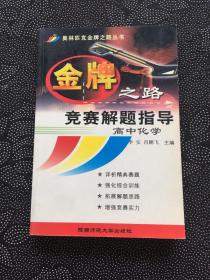 奥林匹克金牌之路丛书
金牌
之路
竞赛解题指导
高中化学
李安 肖鹏飞 主编
★ 详析精典赛题
★ 强化综合训练
★ 拓展解题思路
★ 增强竞赛实力
陕西师范大学出版社